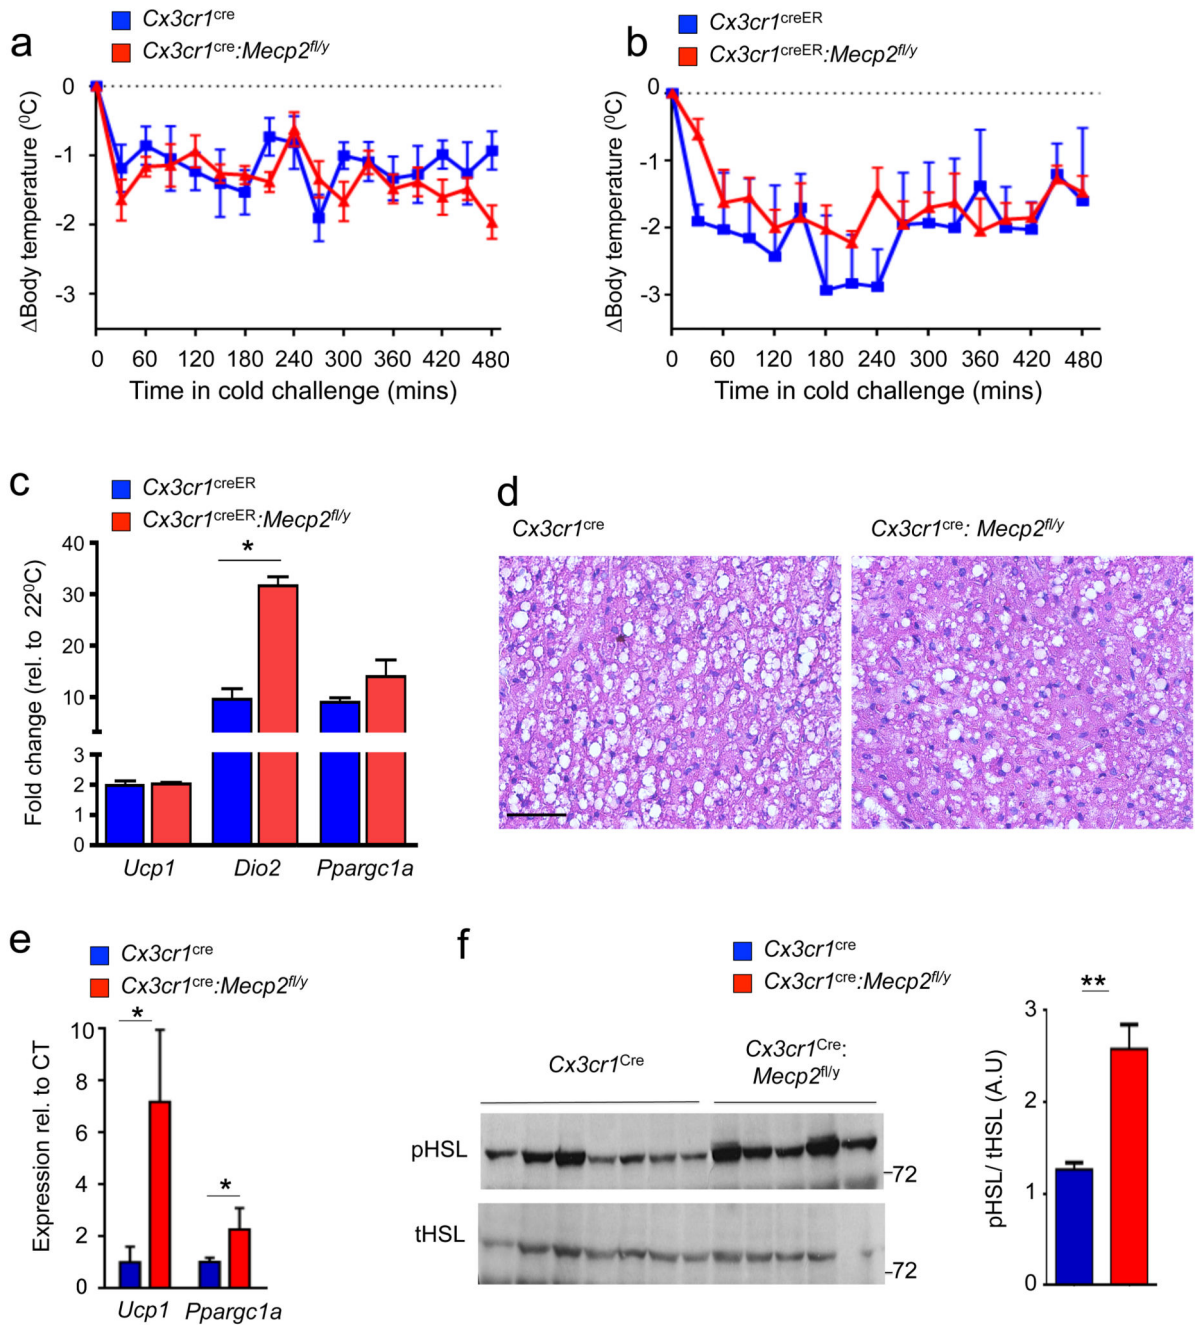 a
Cx3cr1cre
Cx3cr1cre:Mecp2fl/y
ΔBody temperature (⁰C)
0
-1
-2
-3
0 60 120 180 240 300 360 420 480
Time in cold challenge (mins)
b
Cx3cr1creER
Cx3cr1creER:Mecp2fl/y
ΔBody temperature (⁰C)
0
-1
-2
-3
0 60 120 180 240 300 360 420 480
Time in cold challenge (mins)
c
Cx3cr1creER
Cx3cr1creER:Mecp2fl/y
Fold change (rel. to 22⁰C)
40
30
20
10
3
2
1
0
*
Ucp1 Dio2 Ppargc1a
d
Cx3cr1cre
Cx3cr1cre: Mecp2fl/y
e
Cx3cr1cre
Cx3cr1cre:Mecp2fl/y
Expression rel. to CT
10
8
6
4
2
0
*
*
Ucp1 Ppargc1a
f
Cx3cr1cre
Cx3cr1cre:Mecp2fl/y
Cx3cr1Cre
Cx3cr1Cre:
Mecp2fl/y
pHSL
–72
tHSL
–72
pHSL/ tHSL (A.U)
3
2
1
0
**